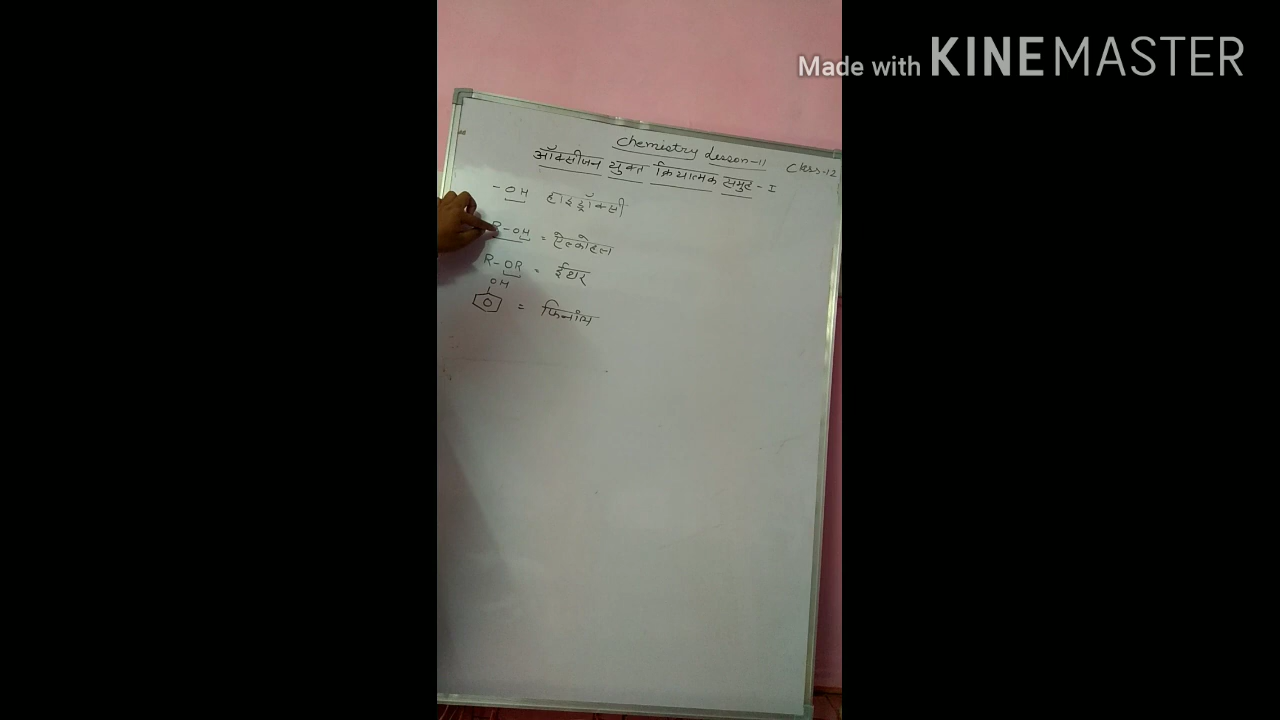 Made with KINEMASTER
Chemistry Lesson-11 Class-12
ऑक्सीजन युक्त क्रियात्मक समुह - I
-OH हाइड्रॉक्सी
R-OH = ऐल्कोहल
R-OR = ईथर
OH
= फिनॉल